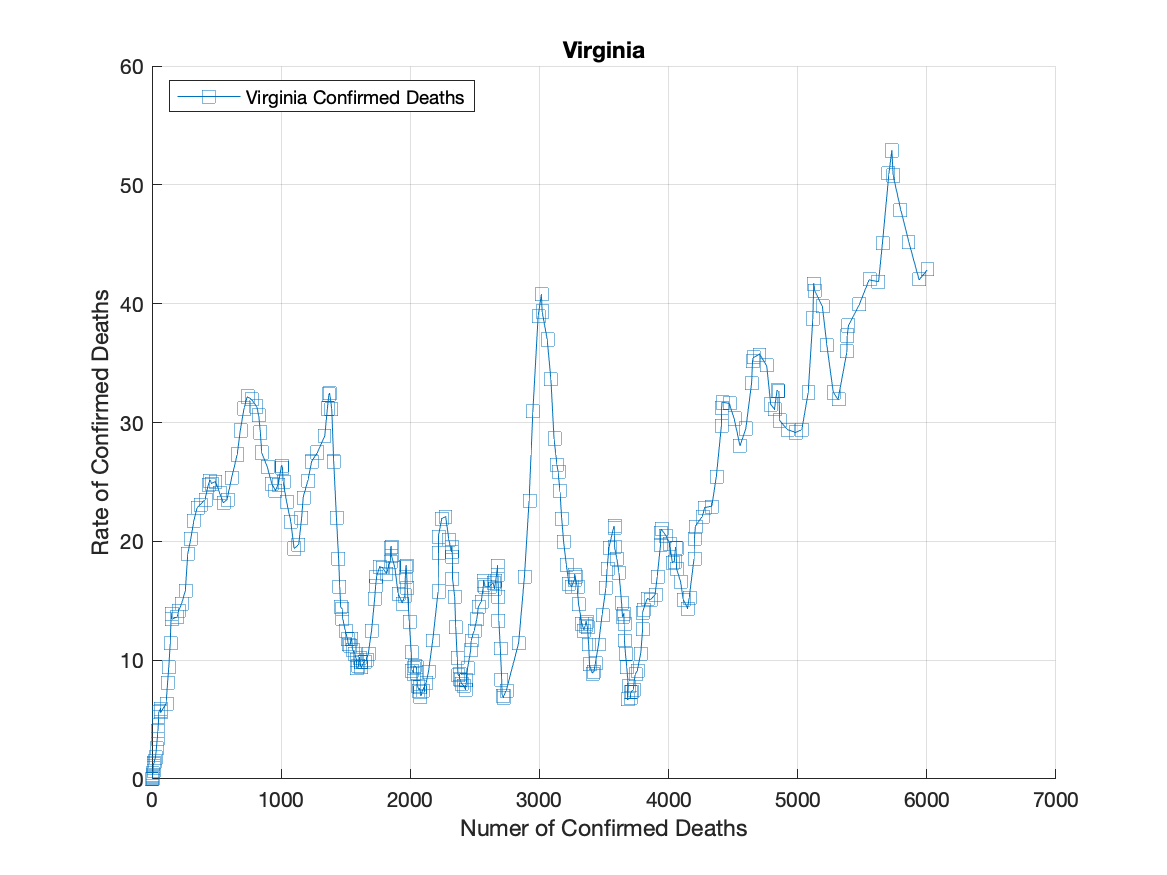 Virginia
Virginia Confirmed Deaths
Rate of Confirmed Deaths
60
50
40
30
20
10
0
0 1000 2000 3000 4000 5000 6000 7000
Numer of Confirmed Deaths